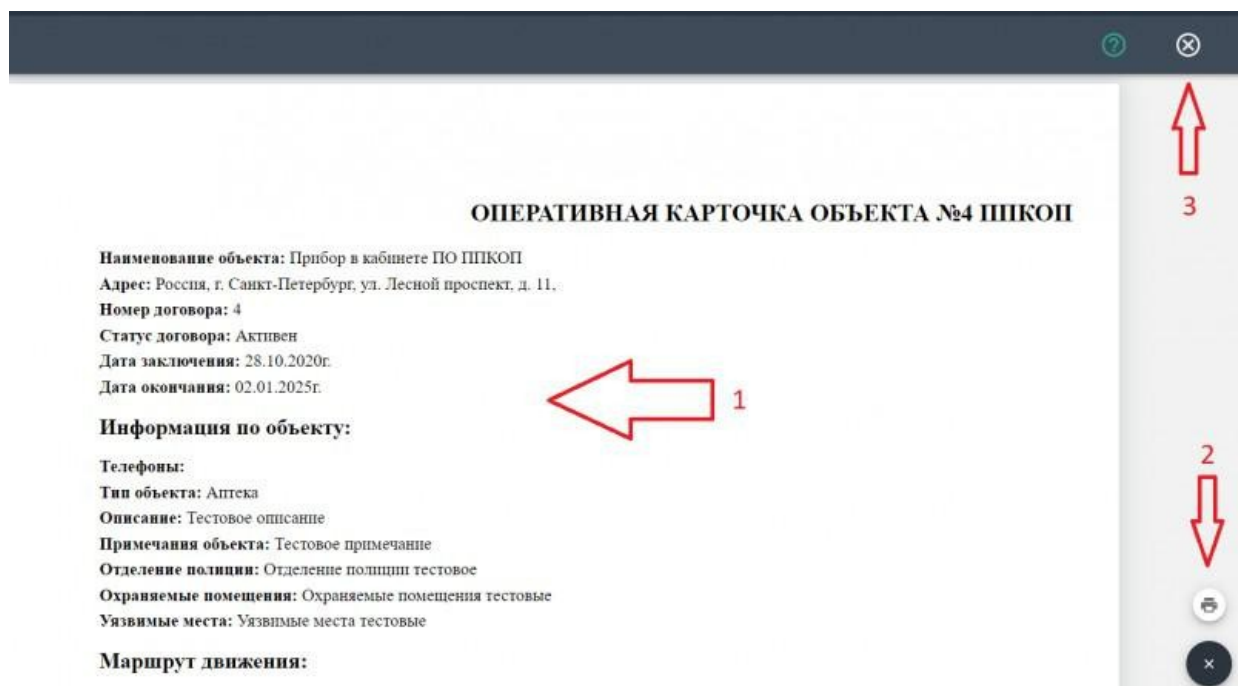 3
ОПЕРАТИВНАЯ КАРТОЧКА ОБЪЕКТА №4 ППКОП
Наименование объекта: Прибор в кабинете ПО ППКОП
Адрес: Россия, г. Санкт-Петербург, ул. Лесной проспект, д. 11,
Номер договора: 4
Статус договора: Активен
Дата заключения: 28.10.2020г.
Дата окончания: 02.01.2025г.
1
Информация по объекту:
Телефоны:
2
Тип объекта: Аптека
Описание: Тестовое описание
Примечания объекта: Тестовое примечание
Отделение полиции: Отделение полиции тестовое
Охраняемые помещения: Охраняемые помещения тестовые
Уязвимые места: Уязвимые места тестовые
Маршрут движения: